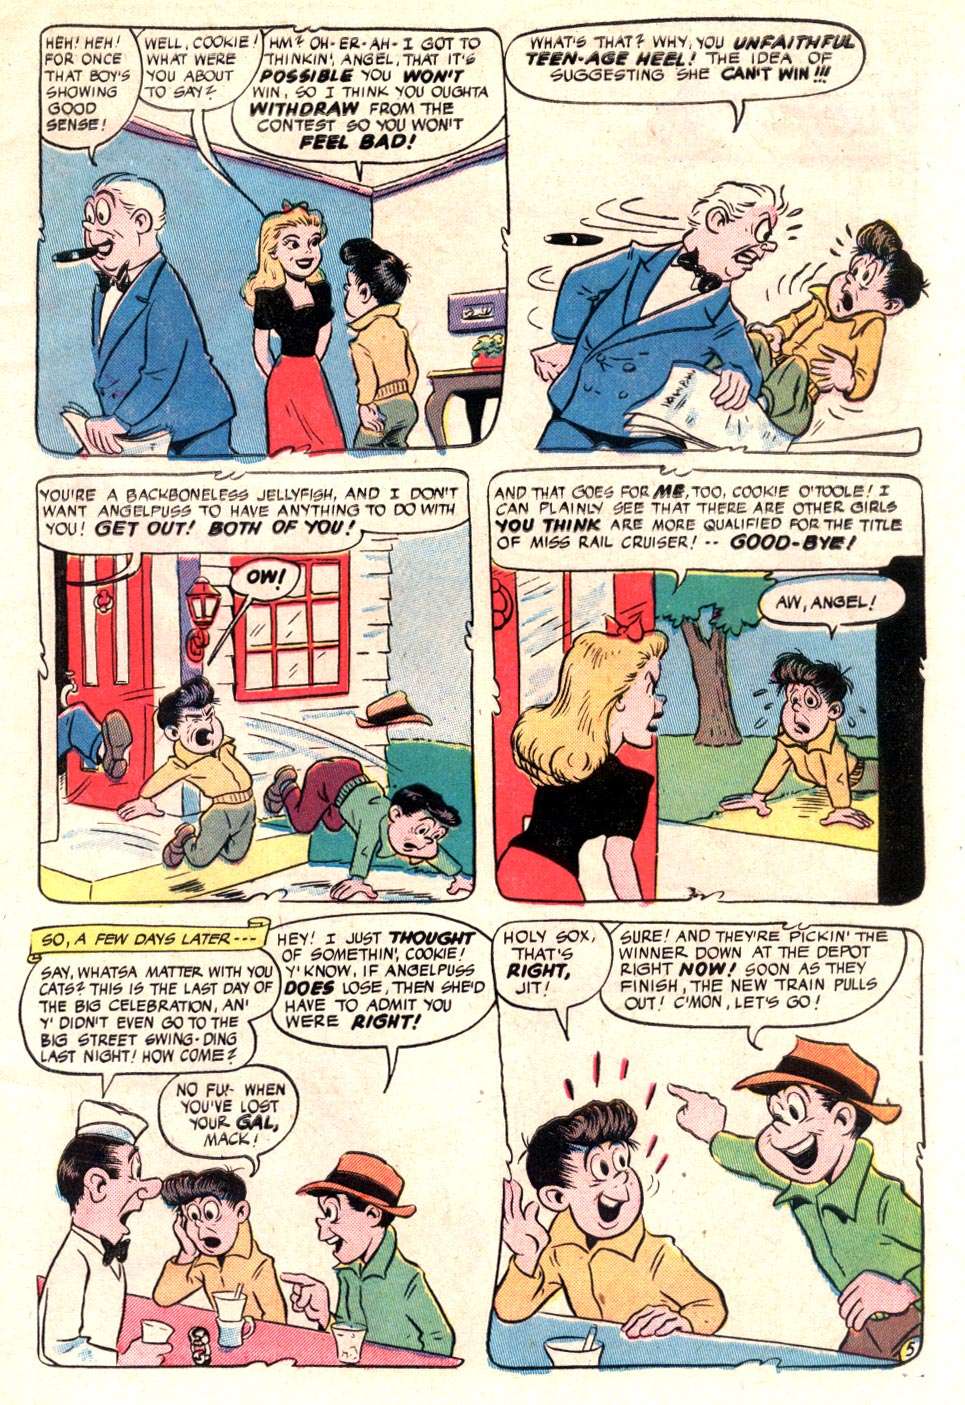 HEH! HEH!
FOR ONCE
THAT BOY'S
SHOWING
GOOD
SENSE!
WELL, COOKIE!
WHAT WERE
YOU ABOUT
TO SAY?
HM? OH-ER-AH- I GOT TO
THINKIN', ANGEL, THAT IT'S
POSSIBLE YOU WON'T
WIN, SO I THINK YOU OUGHTA
WITHDRAW FROM THE
CONTEST SO YOU WON'T
FEEL BAD!
WHAT'S THAT? WHY, YOU UNFAITHFUL
TEEN-AGE HEEL! THE IDEA OF
SUGGESTING SHE CAN'T WIN!!!
YOU'RE A BACKBONELESS JELLYFISH, AND I DON'T
WANT ANGELPUSS TO HAVE ANYTHING TO DO WITH
YOU! GET OUT! BOTH OF YOU!
OW!
AND THAT GOES FOR ME, TOO, COOKIE O'TOOLE! I
CAN PLAINLY SEE THAT THERE ARE OTHER GIRLS
YOU THINK ARE MORE QUALIFIED FOR THE TITLE
OF MISS RAIL CRUISER! -- GOOD-BYE!
AW, ANGEL!
SO, A FEW DAYS LATER---
SAY, WHATSA MATTER WITH YOU
CATS? THIS IS THE LAST DAY OF
THE BIG CELEBRATION, AN'
Y' DIDN'T EVEN GO TO THE
BIG STREET SWING-DING
LAST NIGHT! HOW COME?
NO FU- WHEN
YOU'VE LOST
YOUR GAL,
MACK!
HEY! I JUST THOUGHT
OF SOMETHIN', COOKIE!
Y'KNOW, IF ANGELPUSS
DOES LOSE, THEN SHE'D
HAVE TO ADMIT YOU
WERE RIGHT!
HOLY SOX,
THAT'S
RIGHT,
JIT!
SURE! AND THEY'RE PICKIN' THE
WINNER DOWN AT THE DEPOT
RIGHT NOW! SOON AS THEY
FINISH, THE NEW TRAIN PULLS
OUT! C'MON, LET'S GO!
5